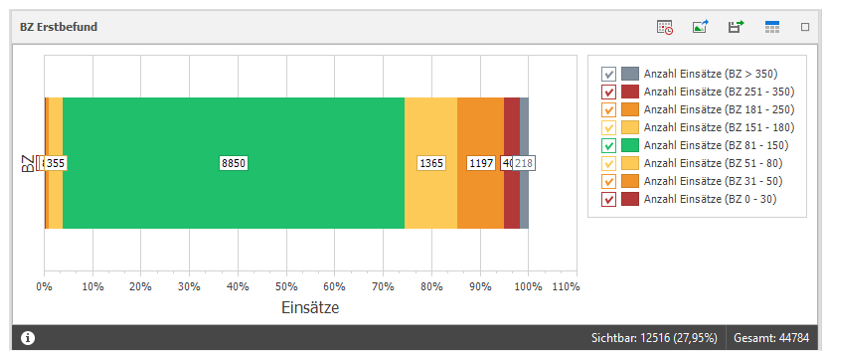 BZ Erstbefund
Anzahl Einsätze (BZ > 350)
Anzahl Einsätze (BZ 251 - 350)
Anzahl Einsätze (BZ 181 - 250)
Anzahl Einsätze (BZ 151 - 180)
Anzahl Einsätze (BZ 81 - 150)
Anzahl Einsätze (BZ 51 - 80)
Anzahl Einsätze (BZ 31 - 50)
Anzahl Einsätze (BZ 0 - 30)
BZ
355 8850 1365 1197 218
0% 10% 20% 30% 40% 50% 60% 70% 80% 90% 100% 110%
Einsätze
Sichtbar: 12516 (27,95%) Gesamt: 44784